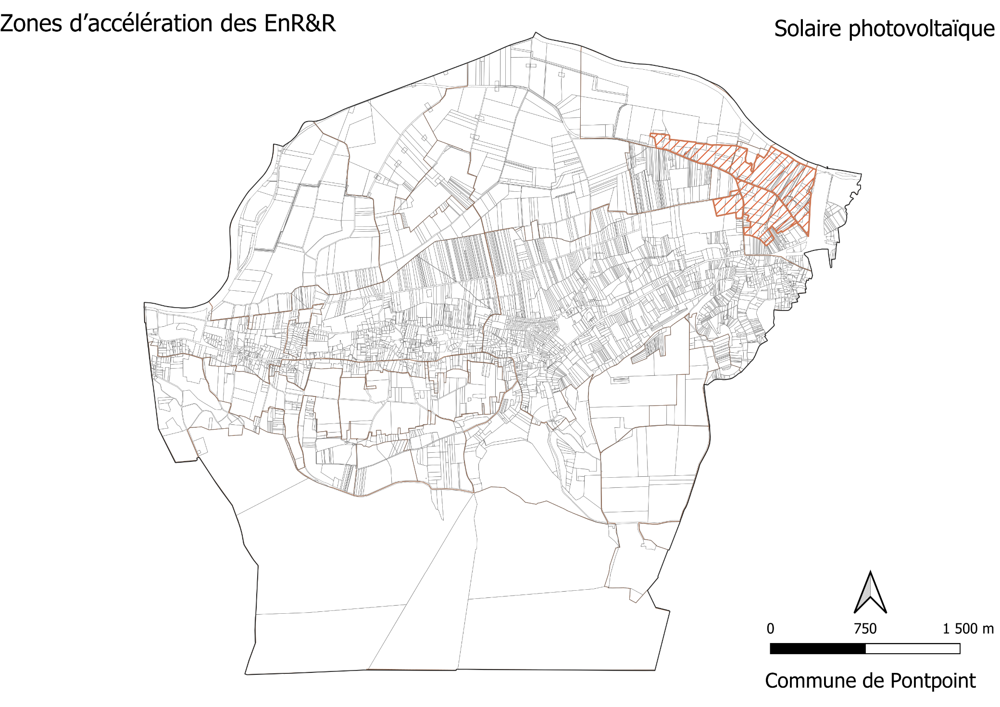 Zones d’accélération des EnR&R
Solaire photovoltaïque
0 750 1 500 m
Commune de Pontpoint